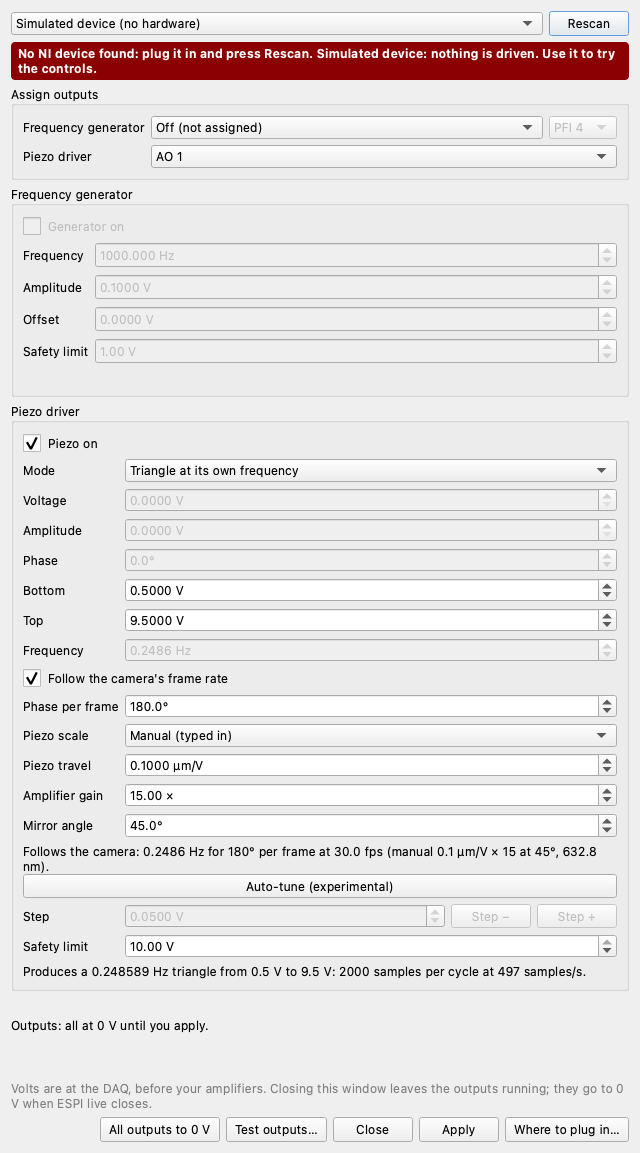 Simulated device (no hardware)
Rescan
No NI device found: plug it in and press Rescan. Simulated device: nothing is driven. Use it to try
the controls.
Assign outputs
Frequency generator Off (not assigned) PFI 4
Piezo driver AO 1
Frequency generator
Generator on
Frequency 1000.000 Hz
Amplitude 0.1000 V
Offset 0.0000 V
Safety limit 1.00 V
Piezo driver
Piezo on
Mode Triangle at its own frequency
Voltage 0.0000 V
Amplitude 0.0000 V
Phase 0.0°
Bottom 0.5000 V
Top 9.5000 V
Frequency 0.2486 Hz
Follow the camera's frame rate
Phase per frame 180.0°
Piezo scale Manual (typed in)
Piezo travel 0.1000 µm/V
Amplifier gain 15.00 ×
Mirror angle 45.0°
Follows the camera: 0.2486 Hz for 180° per frame at 30.0 fps (manual 0.1 µm/V × 15 at 45°, 632.8
nm).
Auto-tune (experimental)
Step 0.0500 V Step − Step +
Safety limit 10.00 V
Produces a 0.248589 Hz triangle from 0.5 V to 9.5 V: 2000 samples per cycle at 497 samples/s.
Outputs: all at 0 V until you apply.
Volts are at the DAQ, before your amplifiers. Closing this window leaves the outputs running; they go to 0
V when ESPI live closes.
All outputs to 0 V Test outputs... Close Apply Where to plug in...